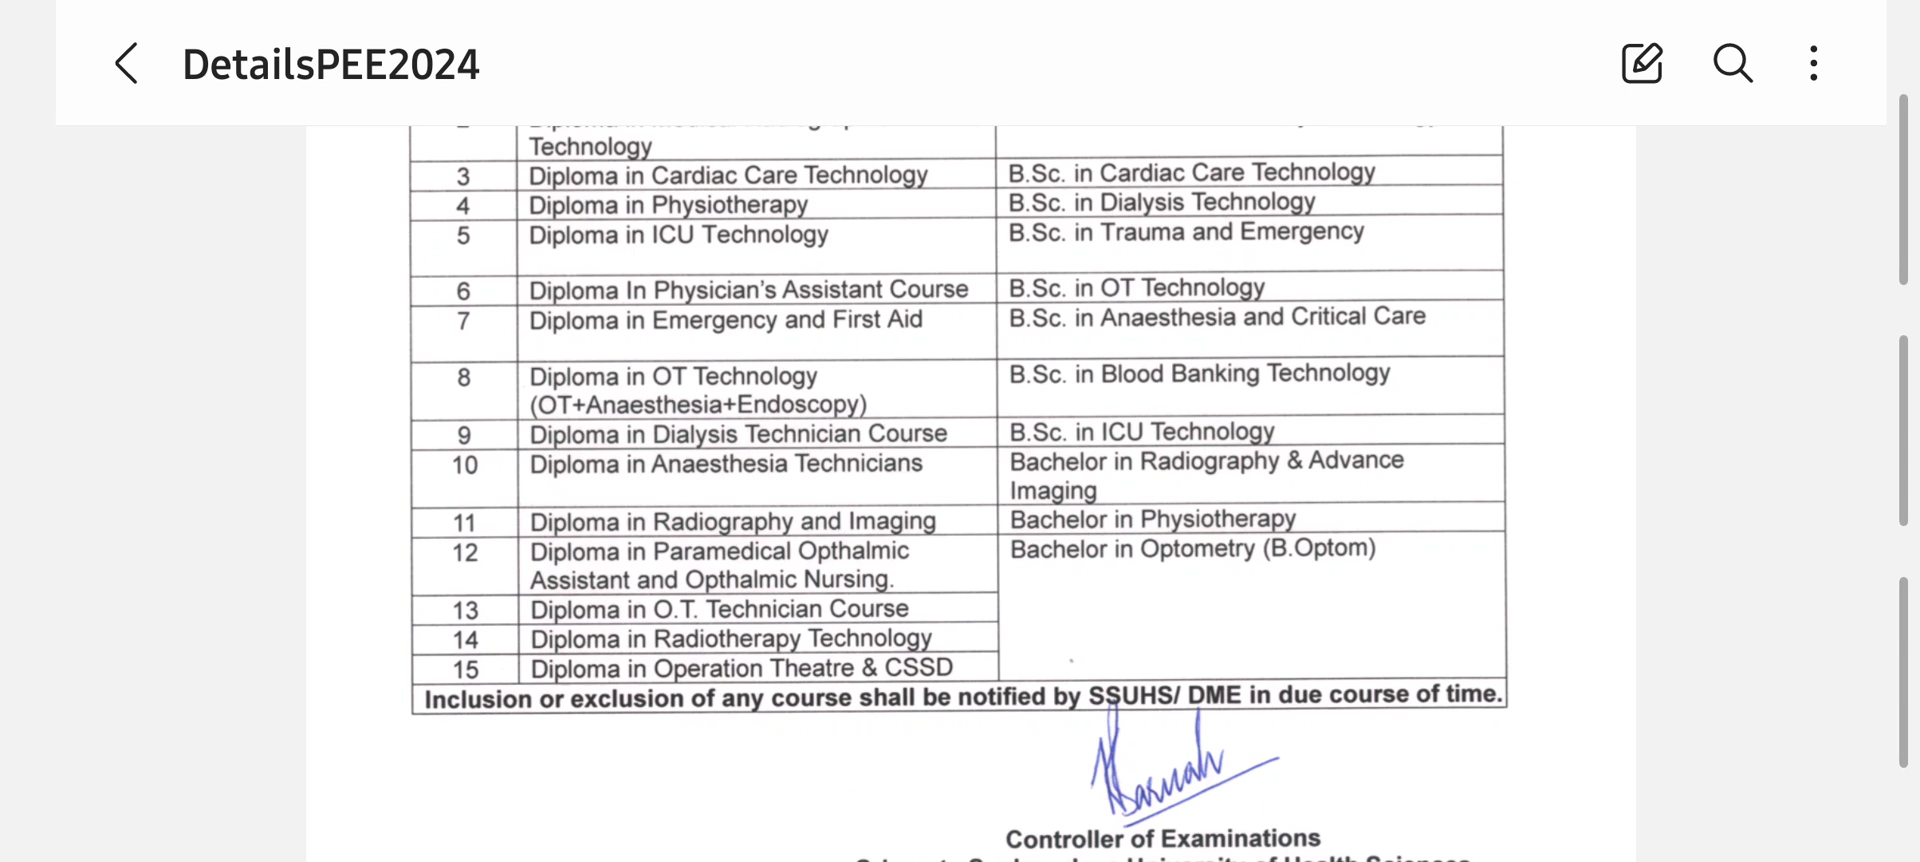 DetailsPEE2024
Technology
3 Diploma in Cardiac Care Technology B.Sc. in Cardiac Care Technology
4 Diploma in Physiotherapy B.Sc. in Dialysis Technology
5 Diploma in ICU Technology B.Sc. in Trauma and Emergency
6 Diploma In Physician's Assistant Course B.Sc. in OT Technology
7 Diploma in Emergency and First Aid B.Sc. in Anaesthesia and Critical Care
8 Diploma in OT Technology B.Sc. in Blood Banking Technology
(OT+Anaesthesia+Endoscopy)
9 Diploma in Dialysis Technician Course B.Sc. in ICU Technology
10 Diploma in Anaesthesia Technicians Bachelor in Radiography & Advance
Imaging
11 Diploma in Radiography and Imaging Bachelor in Physiotherapy
12 Diploma in Paramedical Opthalmic Bachelor in Optometry (B.Optom)
Assistant and Opthalmic Nursing.
13 Diploma in O.T. Technician Course
14 Diploma in Radiotherapy Technology
15 Diploma in Operation Theatre & CSSD
Inclusion or exclusion of any course shall be notified by SSUHS/ DME in due course of time.
Controller of Examinations